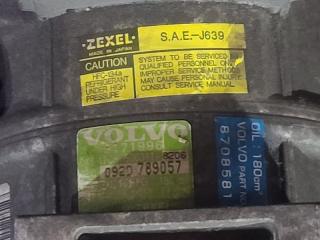 ·ZEXEL·
MADE IN JAPAN
S.A.E.-J639
CAUTION
HFC-134a
REFRIGERANT
UNDER HIGH
PRESSURE
SYSTEM TO BE SERVICED BY
QUALIFIED PERSONNEL ONLY
IMPROPER SERVICE METHODS
MAY CAUSE PERSONAL INJURY
CONSULT SERVICE MANUAL
VOLVO
8206
0920 789057
OIL: 180cm³
VOLVO PART NO
8708581